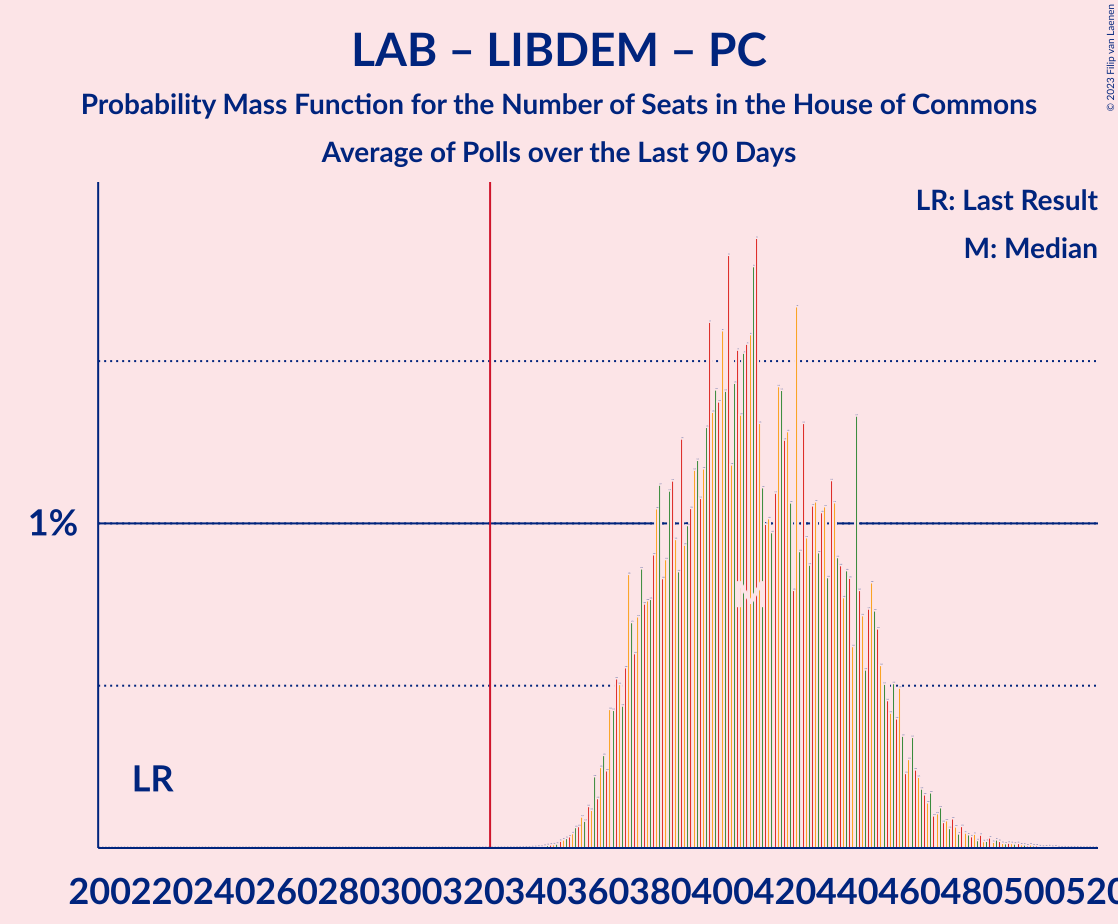 LAB – LIBDEM – PC
Probability Mass Function for the Number of Seats in the House of Commons
Average of Polls over the Last 90 Days
© 2023 Filip van Laenen
LR: Last Result
M: Median
1%
M
LR
200220240260280300320340360380400420440460480500520